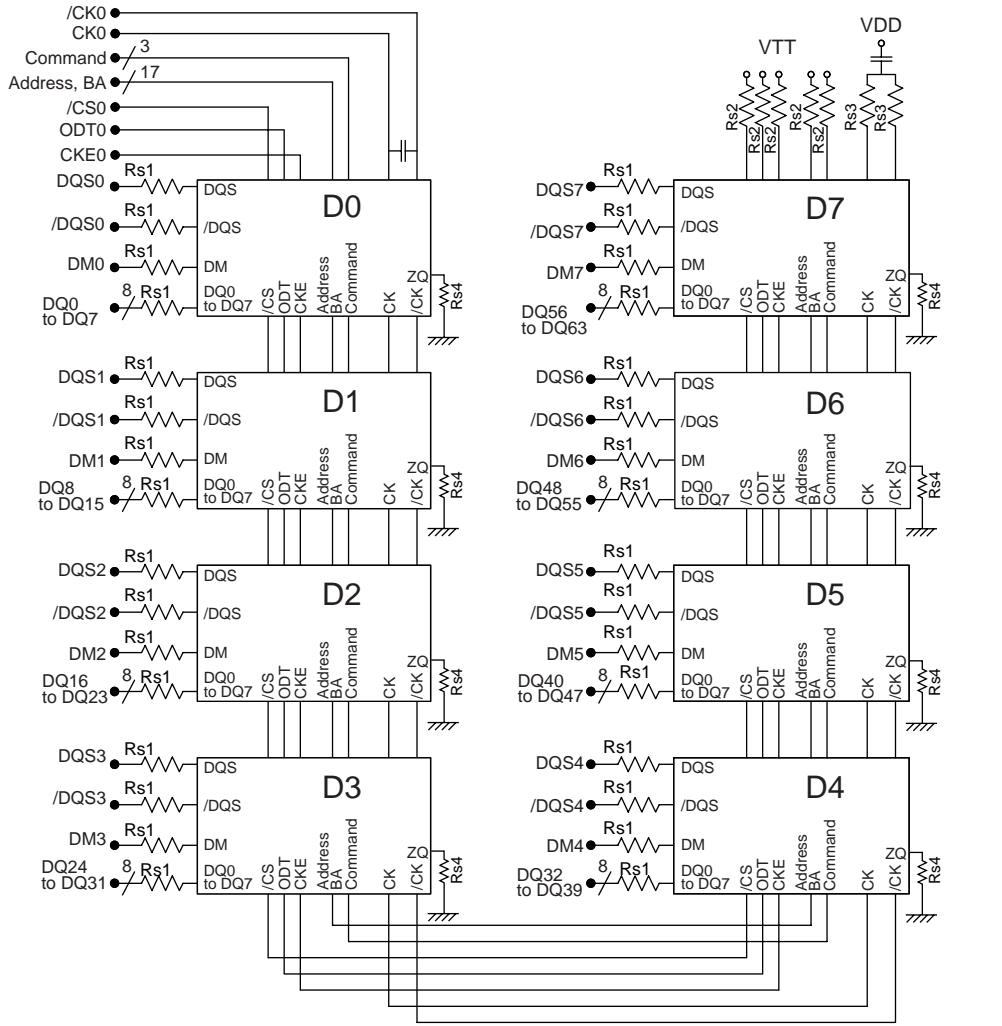 /CK0
CK0
Command
3
Address, BA
17
/CS0
ODT0
CKE0
VTT
VDD
Rs2
Rs2
Rs2
Rs2
Rs2
Rs3
Rs3
DQS0
Rs1
DQS
D0
/DQS0
Rs1
/DQS
DM0
Rs1
DM
DQ0
to DQ7
8
Rs1
DQ0
to DQ7
/CS
ODT
CKE
Address
BA
Command
CK
/CK
ZQ
Rs4
DQS7
Rs1
DQS
D7
/DQS7
Rs1
/DQS
DM7
Rs1
DM
DQ56
to DQ63
8
Rs1
DQ0
to DQ7
/CS
ODT
CKE
Address
BA
Command
CK
/CK
ZQ
Rs4
DQS1
Rs1
DQS
D1
/DQS1
Rs1
/DQS
DM1
Rs1
DM
DQ8
to DQ15
8
Rs1
DQ0
to DQ7
/CS
ODT
CKE
Address
BA
Command
CK
/CK
ZQ
Rs4
DQS6
Rs1
DQS
D6
/DQS6
Rs1
/DQS
DM6
Rs1
DM
DQ48
to DQ55
8
Rs1
DQ0
to DQ7
/CS
ODT
CKE
Address
BA
Command
CK
/CK
ZQ
Rs4
DQS2
Rs1
DQS
D2
/DQS2
Rs1
/DQS
DM2
Rs1
DM
DQ16
to DQ23
8
Rs1
DQ0
to DQ7
/CS
ODT
CKE
Address
BA
Command
CK
/CK
ZQ
Rs4
DQS5
Rs1
DQS
D5
/DQS5
Rs1
/DQS
DM5
Rs1
DM
DQ40
to DQ47
8
Rs1
DQ0
to DQ7
/CS
ODT
CKE
Address
BA
Command
CK
/CK
ZQ
Rs4
DQS3
Rs1
DQS
D3
/DQS3
Rs1
/DQS
DM3
Rs1
DM
DQ24
to DQ31
8
Rs1
DQ0
to DQ7
/CS
ODT
CKE
Address
BA
Command
CK
/CK
ZQ
Rs4
DQS4
Rs1
DQS
D4
/DQS4
Rs1
/DQS
DM4
Rs1
DM
DQ32
to DQ39
8
Rs1
DQ0
to DQ7
/CS
ODT
CKE
Address
BA
Command
CK
/CK
ZQ
Rs4